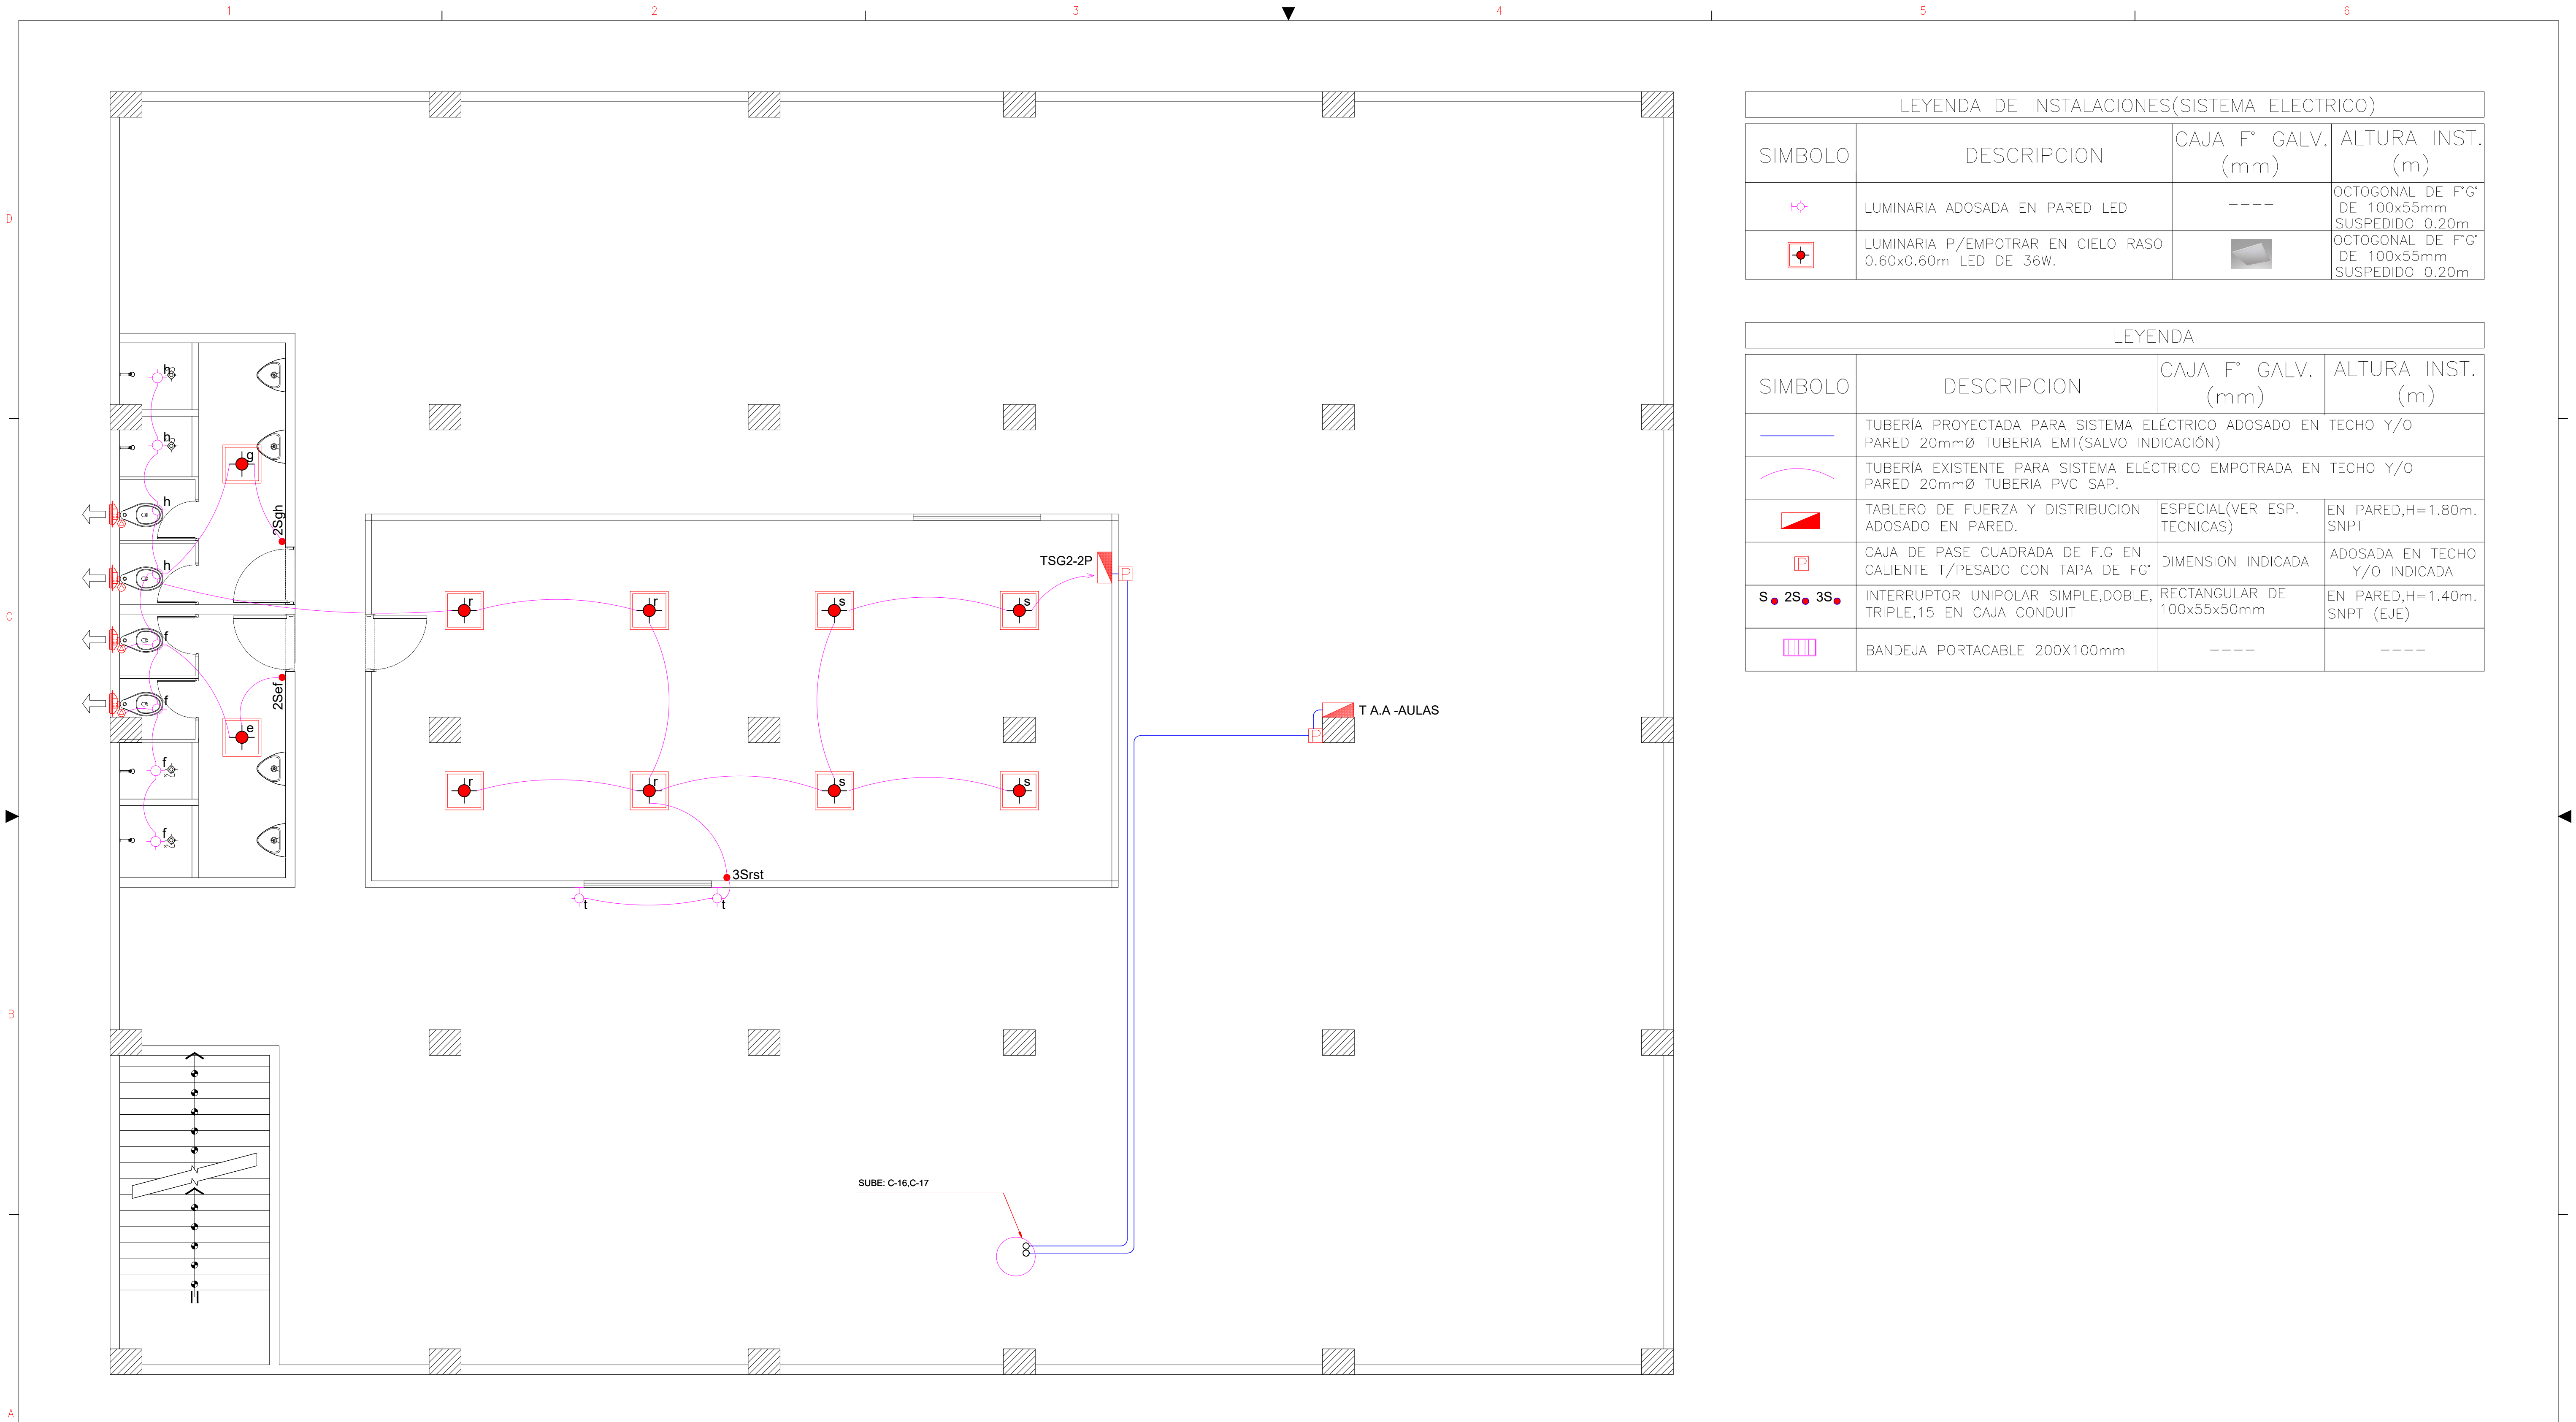 1
2
3
4
5
6
D
C
B
A
h
h
g
h
2Sgh
h
f
2Sef
f
e
f
f
TSG2-2P
P
r
r
s
s
r
r
s
s
3Srst
t
t
T A.A -AULAS
P
SUBE: C-16,C-17
LEYENDA DE INSTALACIONES(SISTEMA ELECTRICO)
SIMBOLO
DESCRIPCION
CAJA F° GALV.
(mm)
ALTURA INST.
(m)
LUMINARIA ADOSADA EN PARED LED
----
OCTOGONAL DE F°G°
DE 100x55mm
SUSPEDIDO 0.20m
LUMINARIA P/EMPOTRAR EN CIELO RASO
0.60x0.60m LED DE 36W.
OCTOGONAL DE F°G°
DE 100x55mm
SUSPEDIDO 0.20m
LEYENDA
SIMBOLO
DESCRIPCION
CAJA F° GALV.
(mm)
ALTURA INST.
(m)
TUBERÍA PROYECTADA PARA SISTEMA ELÉCTRICO ADOSADO EN TECHO Y/O
PARED 20mmØ TUBERIA EMT(SALVO INDICACIÓN)
TUBERÍA EXISTENTE PARA SISTEMA ELÉCTRICO EMPOTRADA EN TECHO Y/O
PARED 20mmØ TUBERIA PVC SAP.
TABLERO DE FUERZA Y DISTRIBUCION
ADOSADO EN PARED.
ESPECIAL(VER ESP.
TECNICAS)
EN PARED,H=1.80m.
SNPT
P
CAJA DE PASE CUADRADA DE F.G EN
CALIENTE T/PESADO CON TAPA DE FG°
DIMENSION INDICADA
ADOSADA EN TECHO
Y/O INDICADA
S 2S 3S
INTERRUPTOR UNIPOLAR SIMPLE,DOBLE,
TRIPLE,15 EN CAJA CONDUIT
RECTANGULAR DE
100x55x50mm
EN PARED,H=1.40m.
SNPT (EJE)
BANDEJA PORTACABLE 200X100mm
----
----